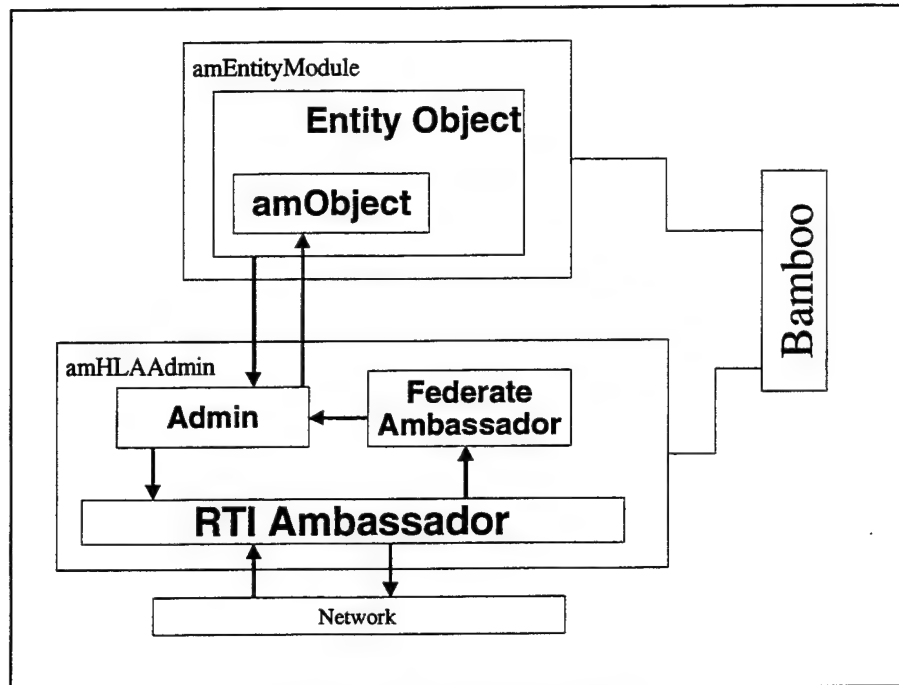 amEntityModule
Entity Object
amObject
Bamboo
amHLAAdmin
Admin
Federate
Ambassador
RTI Ambassador
Network